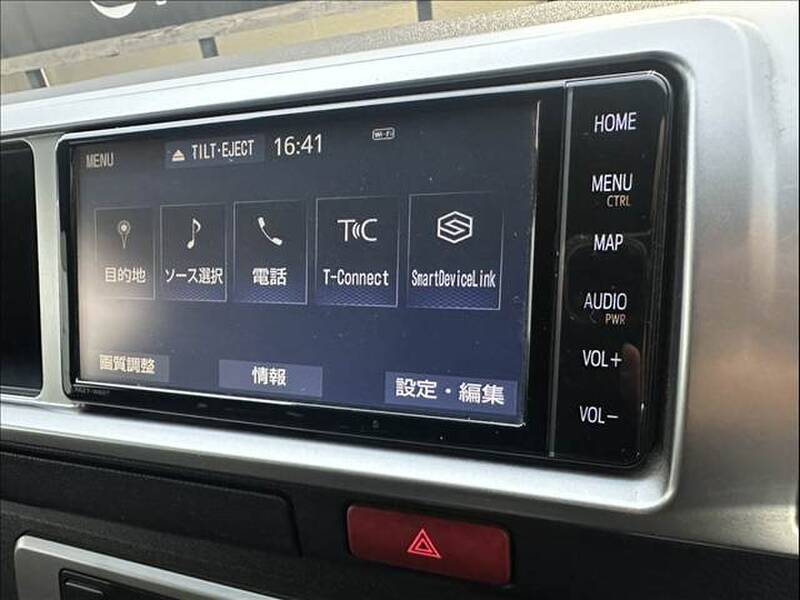 MENU
TILT·EJECT
16:41
Wi-Fi
目的地
ソース選択
電話
T-Connect
SmartDeviceLink
画質調整
情報
設定・編集
HOME
MENU
CTRL
MAP
AUDIO
PWR
VOL+
VOL−